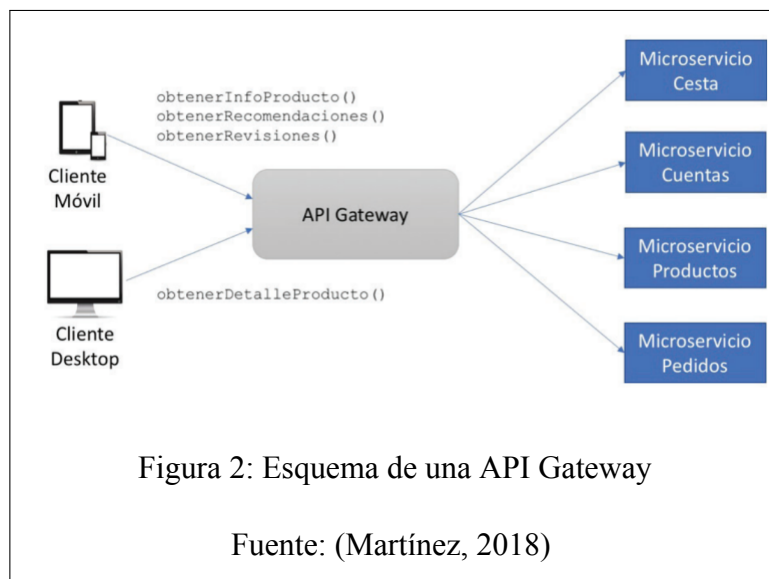 obtenerInfoProducto()
obtenerRecomendaciones()
obtenerRevisiones()
Cliente
Móvil
API Gateway
obtenerDetalleProducto()
Cliente
Desktop
Microservicio
Cesta
Microservicio
Cuentas
Microservicio
Productos
Microservicio
Pedidos
Figura 2: Esquema de una API Gateway
Fuente: (Martínez, 2018)